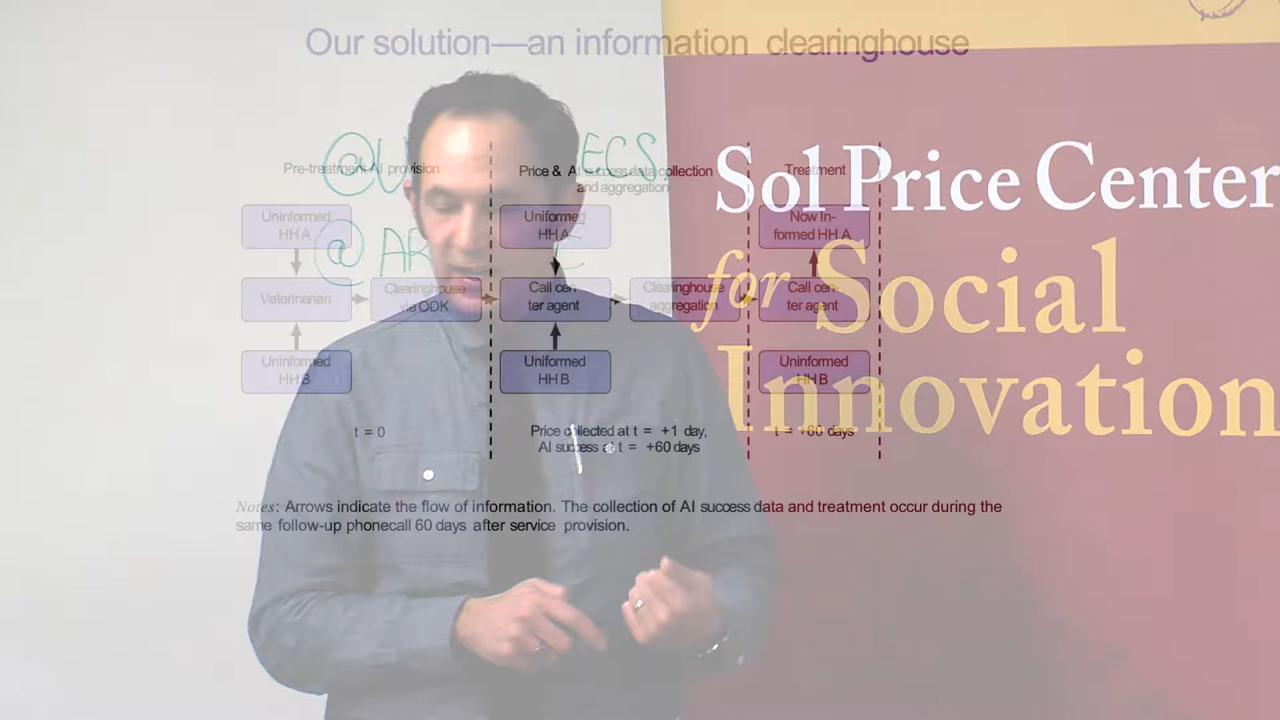 Our solution—an information clearinghouse
Pre-treatment AI provision
Price & AI success data collection
and aggregation
Treatment
Uninformed
HH A
Uniformed
HH A
Now In-
formed HH A
Veterinarian
Clearinghouse
via ODK
Call cen-
ter agent
Clearinghouse
aggregation
Call cen-
ter agent
Uninformed
HH B
Uniformed
HH B
Uninformed
HH B
t = 0
Price collected at t = +1 day,
AI success at t = +60 days
t = +60 days
Notes: Arrows indicate the flow of information. The collection of AI success data and treatment occur during the
same follow-up phonecall 60 days after service provision.
ECS
@ AR
Sol Price Center
for Social
Innovation